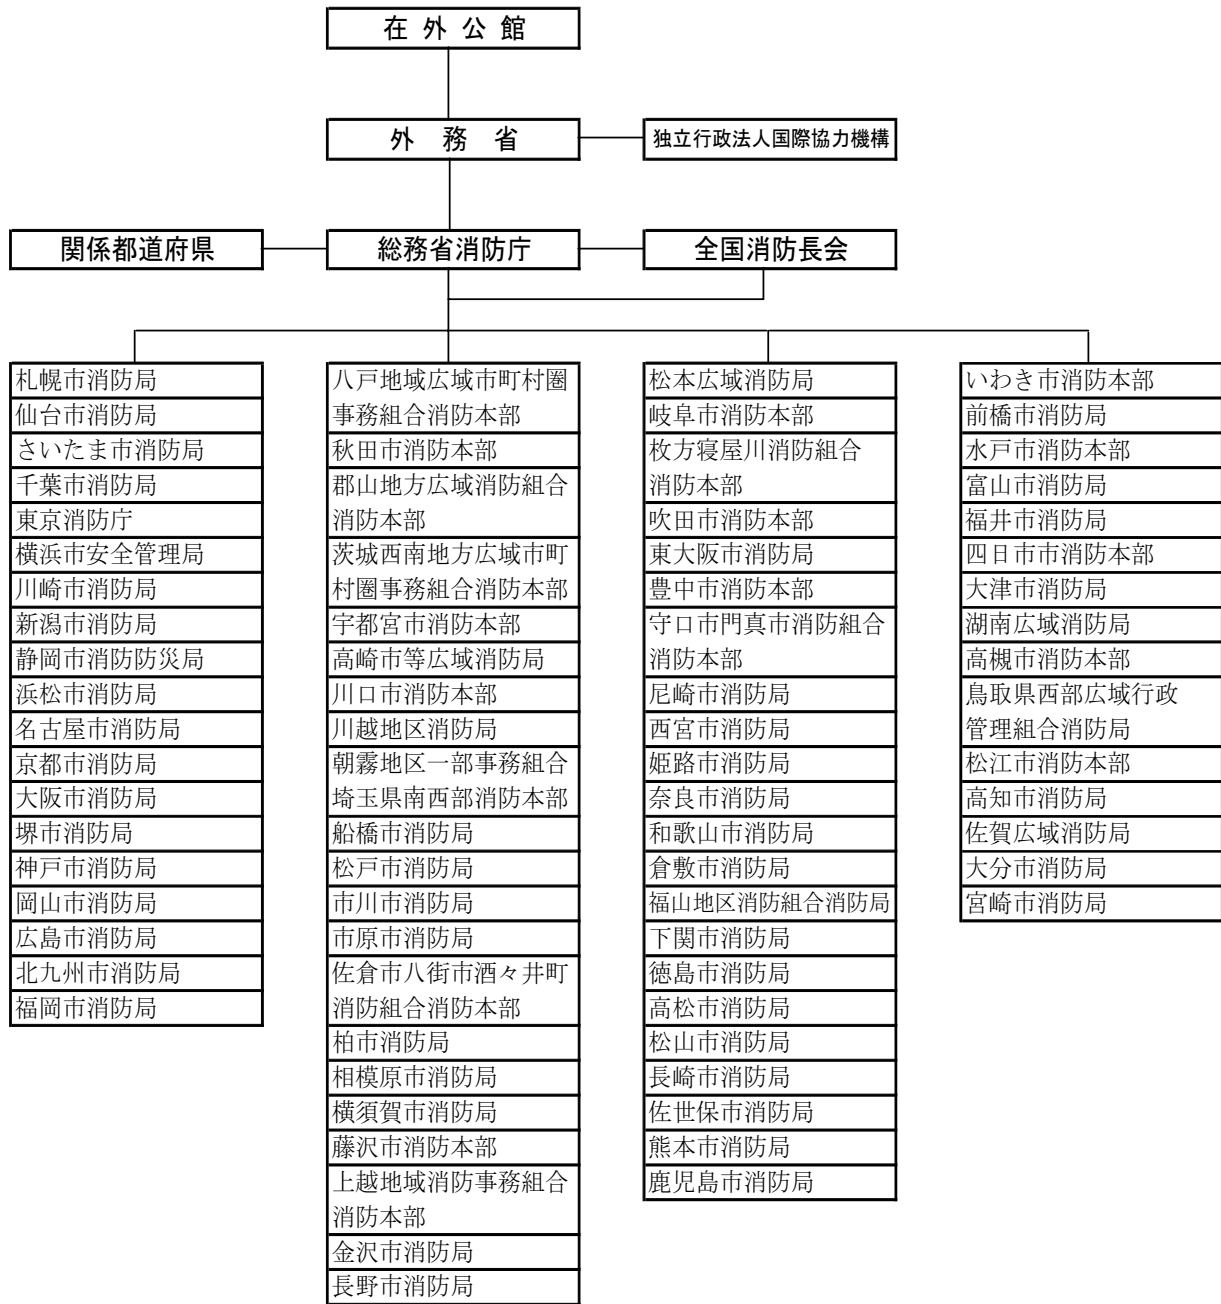 在外公館
外務省
独立行政法人国際協力機構
関係都道府県
総務省消防庁
全国消防長会
札幌市消防局
仙台市消防局
さいたま市消防局
千葉市消防局
東京消防庁
横浜市安全管理局
川崎市消防局
新潟市消防局
静岡市消防防災局
浜松市消防局
名古屋市消防局
京都市消防局
大阪市消防局
堺市消防局
神戸市消防局
岡山市消防局
広島市消防局
北九州市消防局
福岡市消防局
八戸地域広域市町村圏
事務組合消防本部
秋田市消防本部
郡山地方広域消防組合
消防本部
茨城西南地方広域市町
村圏事務組合消防本部
宇都宮市消防本部
高崎市等広域消防局
川口市消防本部
川越地区消防局
朝霧地区一部事務組合
埼玉県南西部消防本部
船橋市消防局
松戸市消防局
市川市消防局
市原市消防局
佐倉市八街市酒々井町
消防組合消防本部
柏市消防局
相模原市消防局
横須賀市消防局
藤沢市消防本部
上越地域消防事務組合
消防本部
金沢市消防局
長野市消防局
松本広域消防局
岐阜市消防本部
枚方寝屋川消防組合
消防本部
吹田市消防本部
東大阪市消防局
豊中市消防本部
守口市門真市消防組合
消防本部
尼崎市消防局
西宮市消防局
姫路市消防局
奈良市消防局
和歌山市消防局
倉敷市消防局
福山地区消防組合消防局
下関市消防局
徳島市消防局
高松市消防局
松山市消防局
長崎市消防局
佐世保市消防局
熊本市消防局
鹿児島市消防局
いわき市消防本部
前橋市消防局
水戸市消防本部
富山市消防局
福井市消防局
四日市市消防本部
大津市消防局
湖南広域消防局
高槻市消防本部
鳥取県西部広域行政
管理組合消防局
松江市消防本部
高知市消防局
佐賀広域消防局
大分市消防局
宮崎市消防局